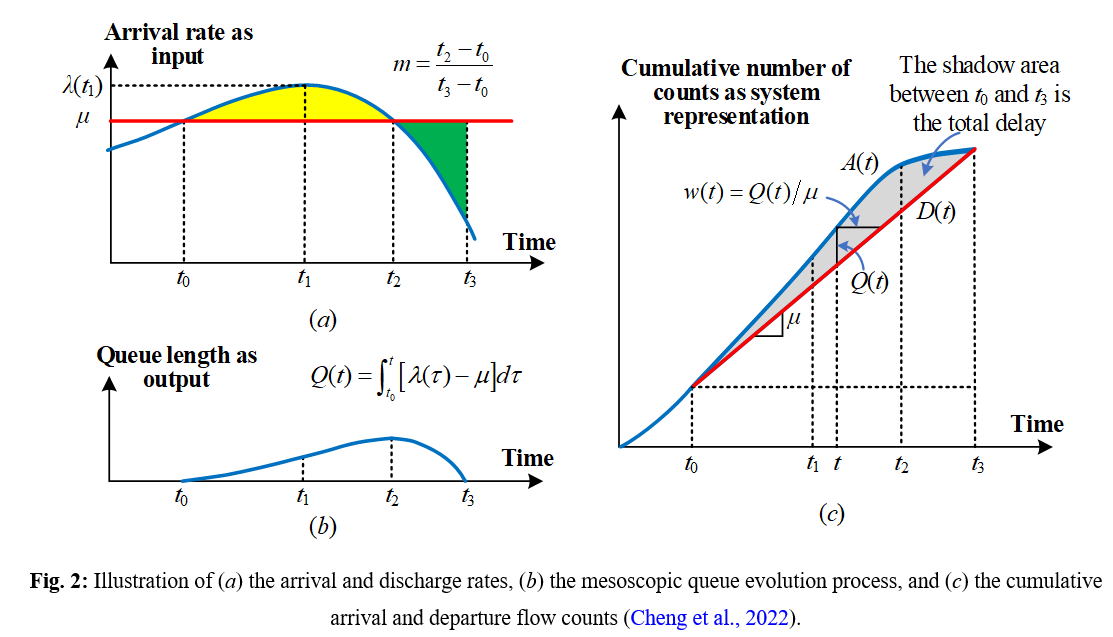 Arrival rate as
input
m = (t₂ − t₀) / (t₃ − t₀)
λ(t₁)
μ
Time
t₀ t₁ t₂ t₃
(a)
Queue length as
output
Q(t) = ∫ₜ₀ᵗ [λ(τ) − μ]dτ
Time
t₀ t₁ t₂ t₃
(b)
Cumulative number of
counts as system
representation
The shadow area
between t₀ and t₃ is
the total delay
A(t)
w(t) = Q(t)/μ
D(t)
Q(t)
μ
Time
t₀ t₁ t t₂ t₃
(c)
Fig. 2: Illustration of (a) the arrival and discharge rates, (b) the mesoscopic queue evolution process, and (c) the cumulative
arrival and departure flow counts (Cheng et al., 2022).